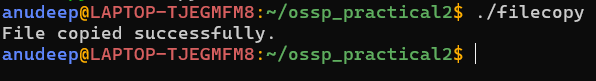 anudeep@LAPTOP-TJEGMFM8:~/ossp_practical2$ ./filecopy
File copied successfully.
anudeep@LAPTOP-TJEGMFM8:~/ossp_practical2$